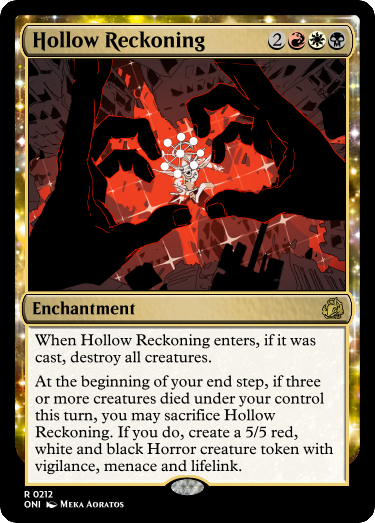 Hollow Reckoning 2
Enchantment
When Hollow Reckoning enters, if it was
cast, destroy all creatures.
At the beginning of your end step, if three
or more creatures died under your control
this turn, you may sacrifice Hollow
Reckoning. If you do, create a 5/5 red,
white and black Horror creature token with
vigilance, menace and lifelink.
R 0212
ONI Meka Aoratos